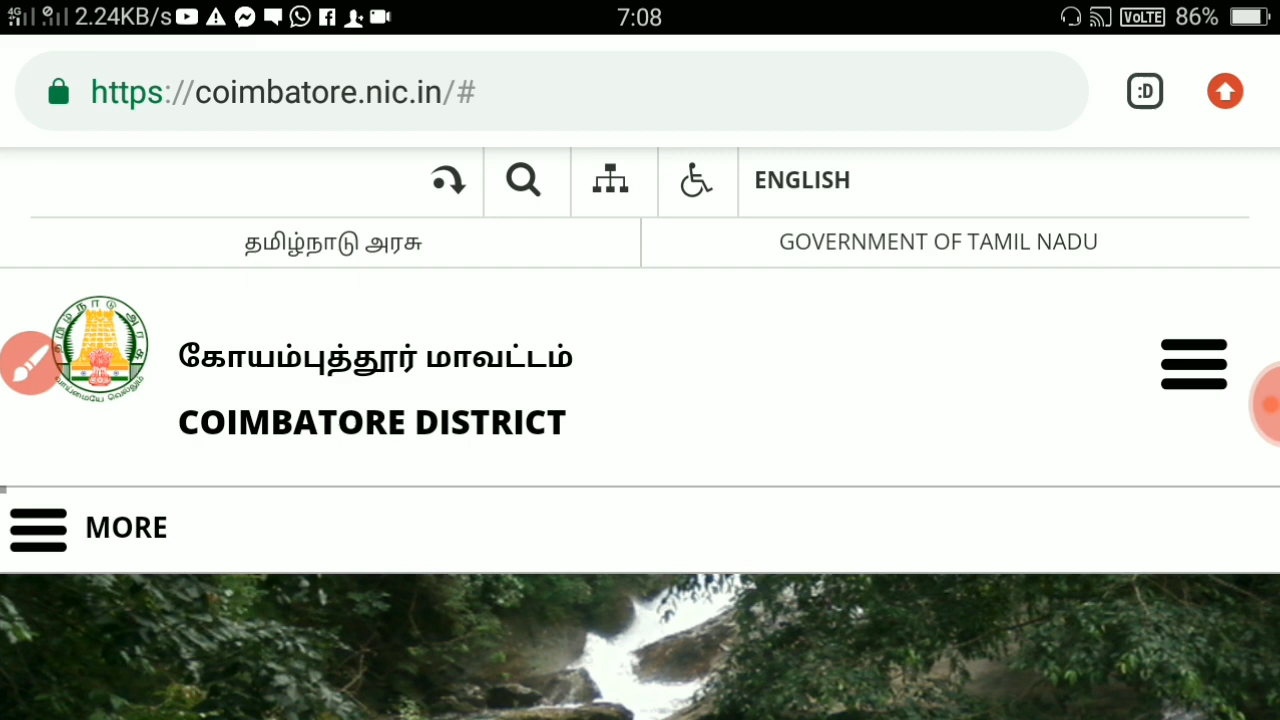 4G 2.24KB/s 7:08 VoLTE 86%
https://coimbatore.nic.in/# :D
ENGLISH
தமிழ்நாடு அரசு GOVERNMENT OF TAMIL NADU
கோயம்புத்தூர் மாவட்டம்
COIMBATORE DISTRICT
MORE